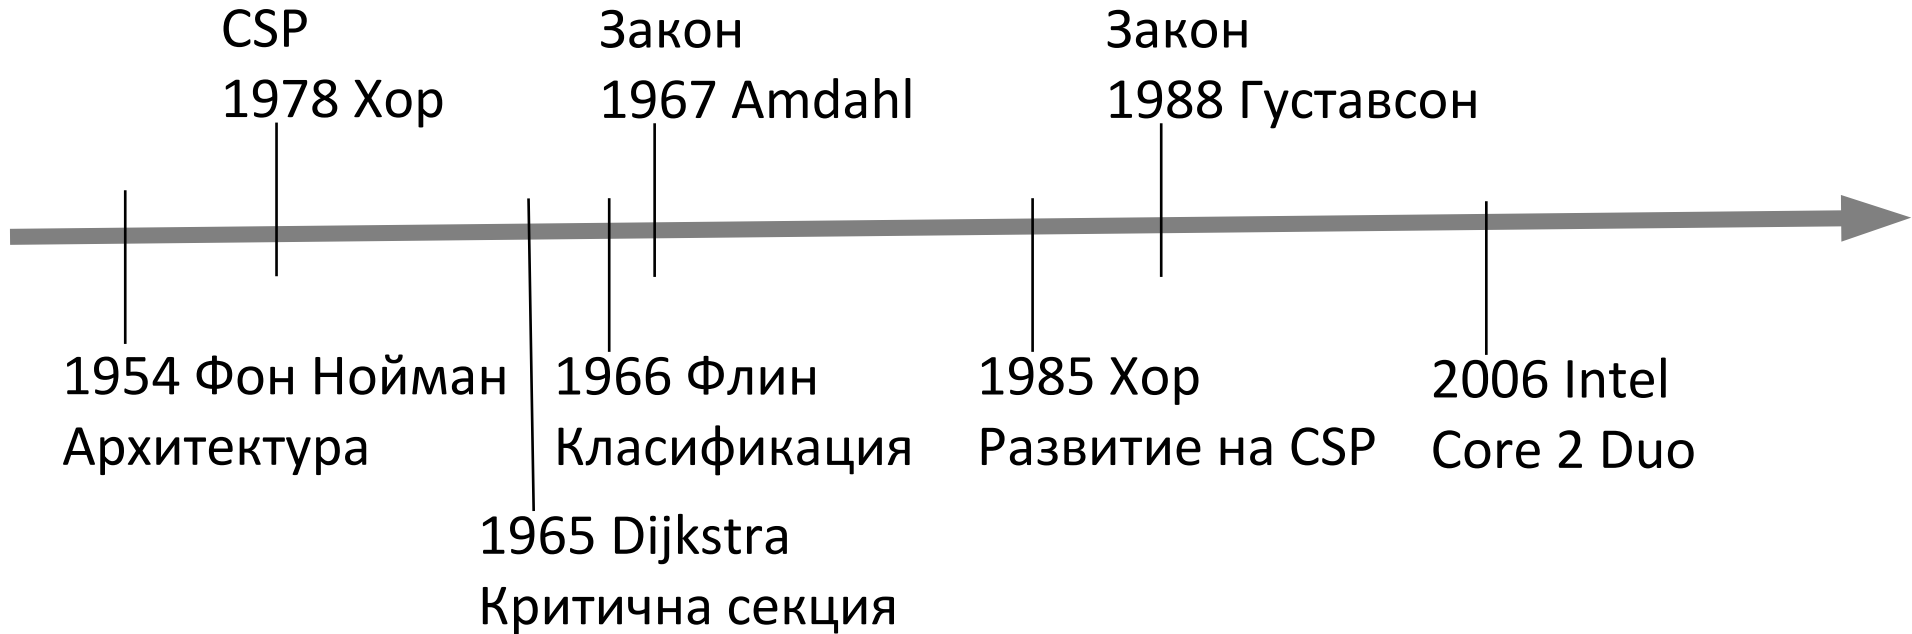 CSP
1978 Хор
Закон
1967 Amdahl
Закон
1988 Густавсон
1954 Фон Нойман
Архитектура
1966 Флин
Класификация
1985 Хор
Развитие на CSP
2006 Intel
Core 2 Duo
1965 Dijkstra
Критична секция